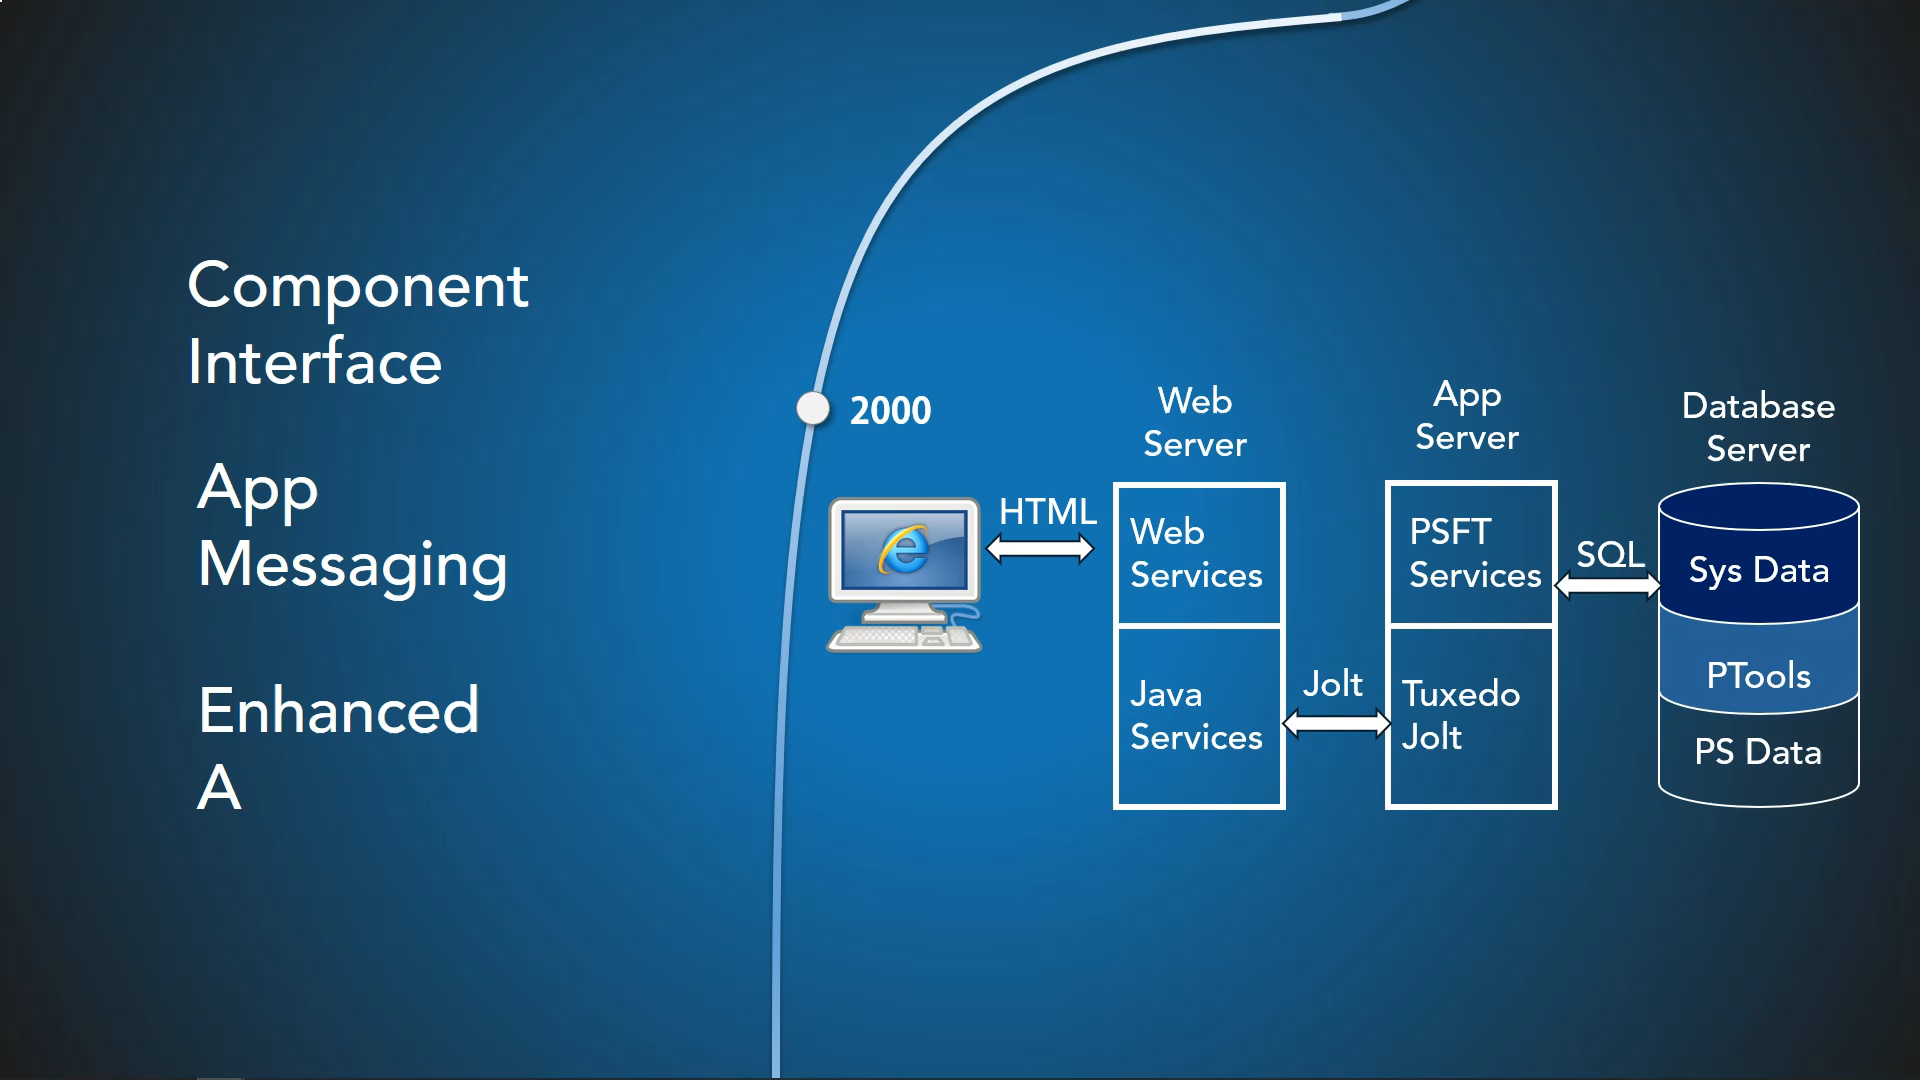 Component
Interface
App
Messaging
Enhanced
A
2000
HTML
Web
Server
Web
Services
Java
Services
Jolt
App
Server
PSFT
Services
Tuxedo
Jolt
SQL
Database
Server
Sys Data
PTools
PS Data